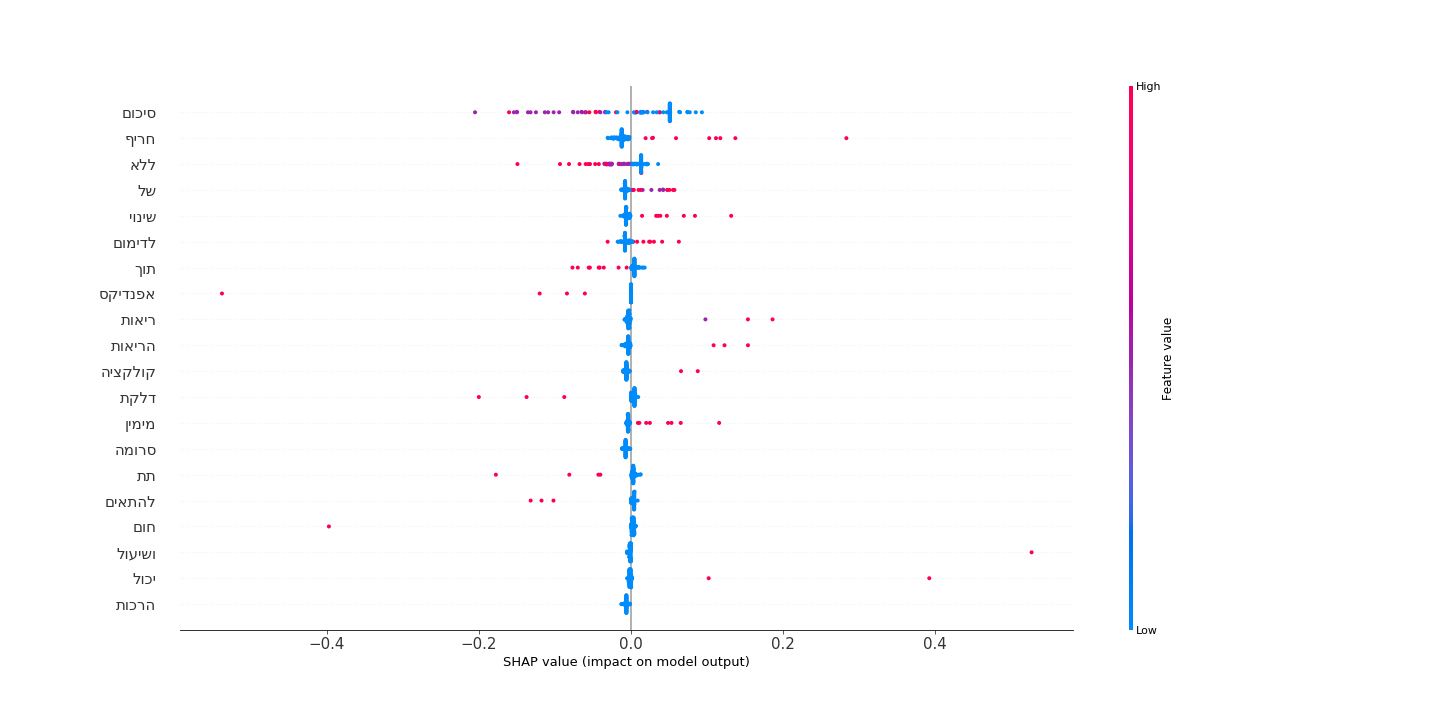 סיכום
חריף
ללא
של
שינוי
לדימום
תוך
אפנדיקס
ריאות
הריאות
קולקציה
דלקת
מימין
סרומה
תת
להתאים
חום
ושיעול
יכול
הרכות
−0.4 −0.2 0.0 0.2 0.4
SHAP value (impact on model output)
High
Feature value
Low